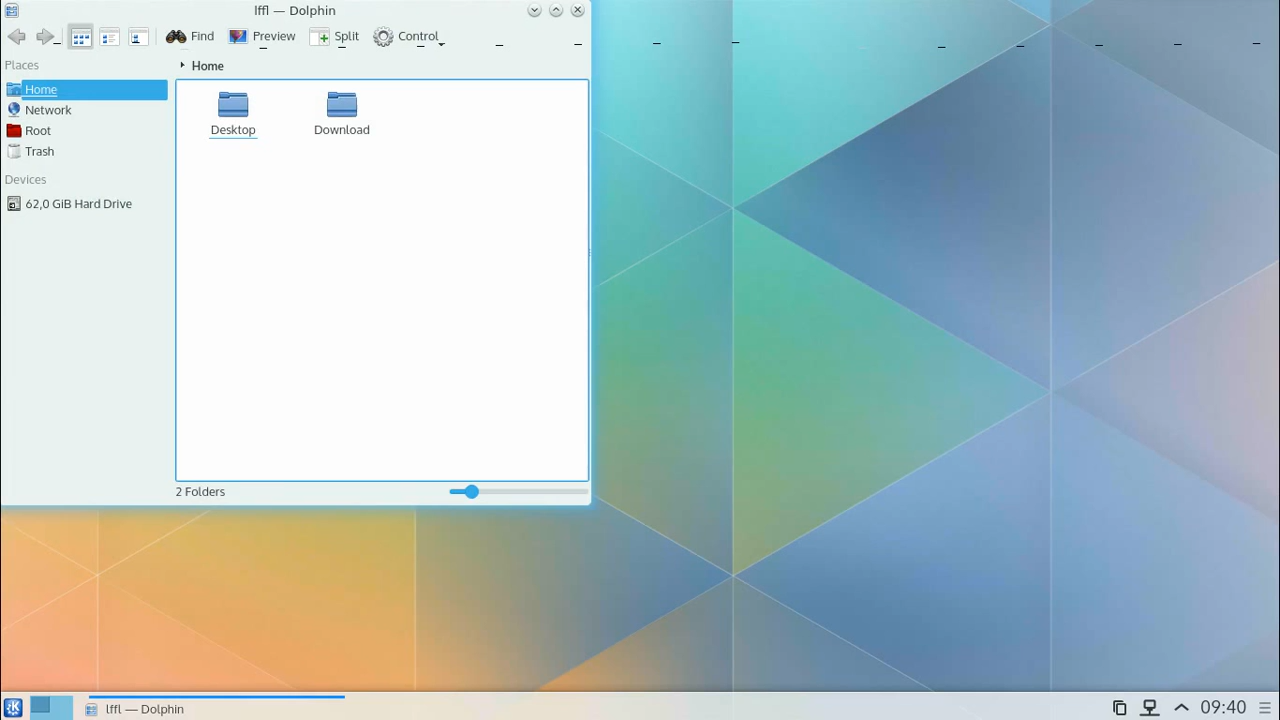 lffl — Dolphin
Find Preview Split Control
Places
Home
Home
Network
Root
Trash
Devices
62,0 GiB Hard Drive
Desktop Download
2 Folders
lffl — Dolphin
09:40